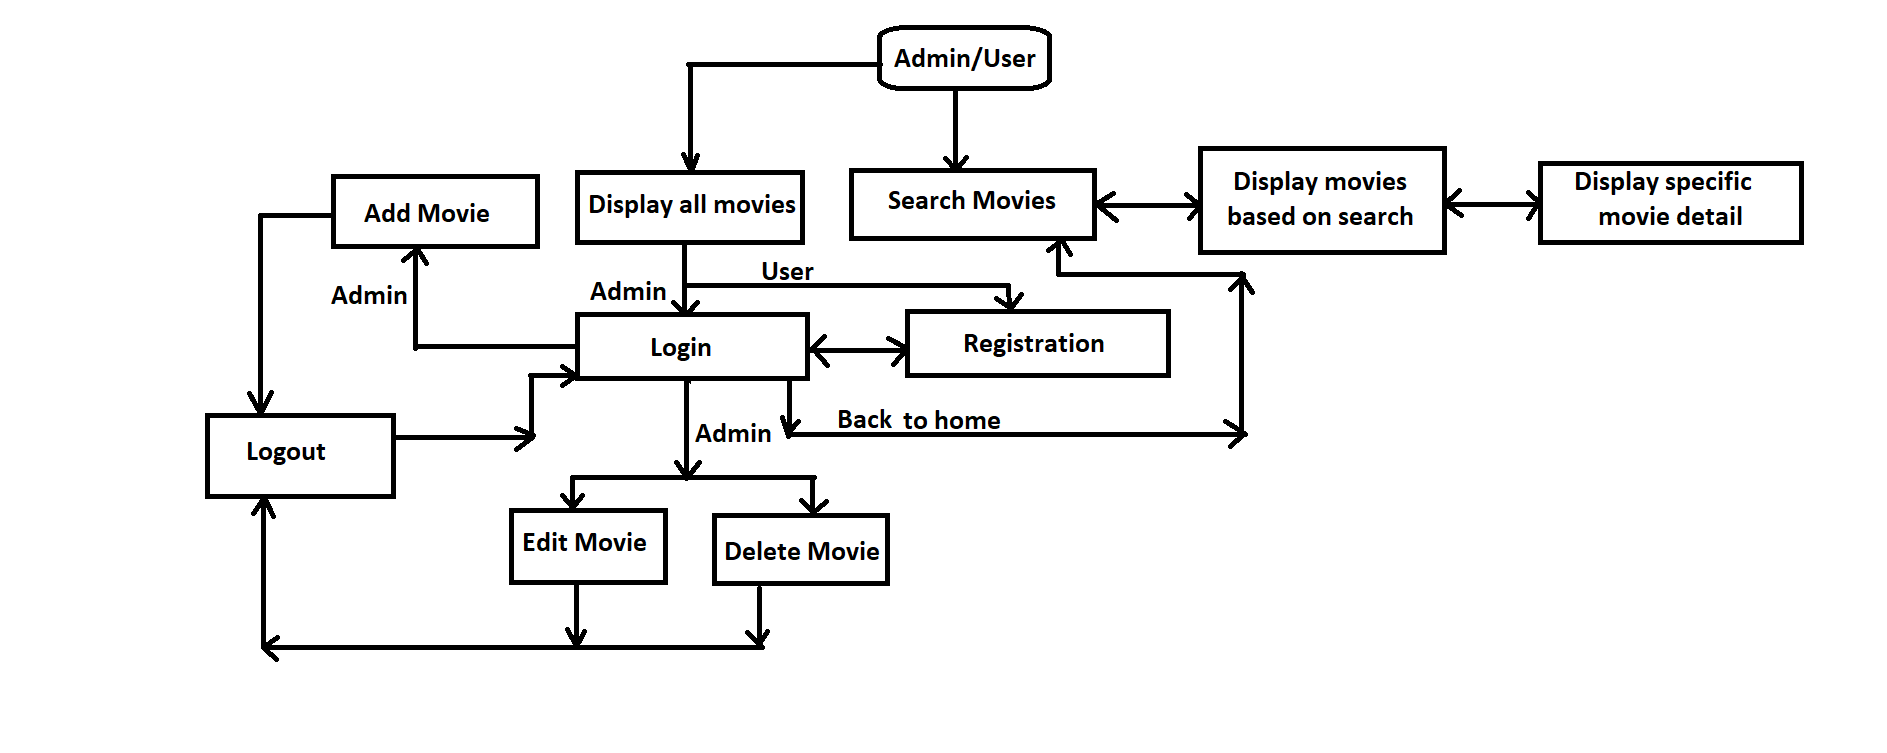 Admin/User
Display movies
based on search
Display specific
movie detail
Add Movie
Display all movies
Search Movies
User
Admin
Admin
Login
Registration
Back to home
Admin
Logout
Edit Movie
Delete Movie